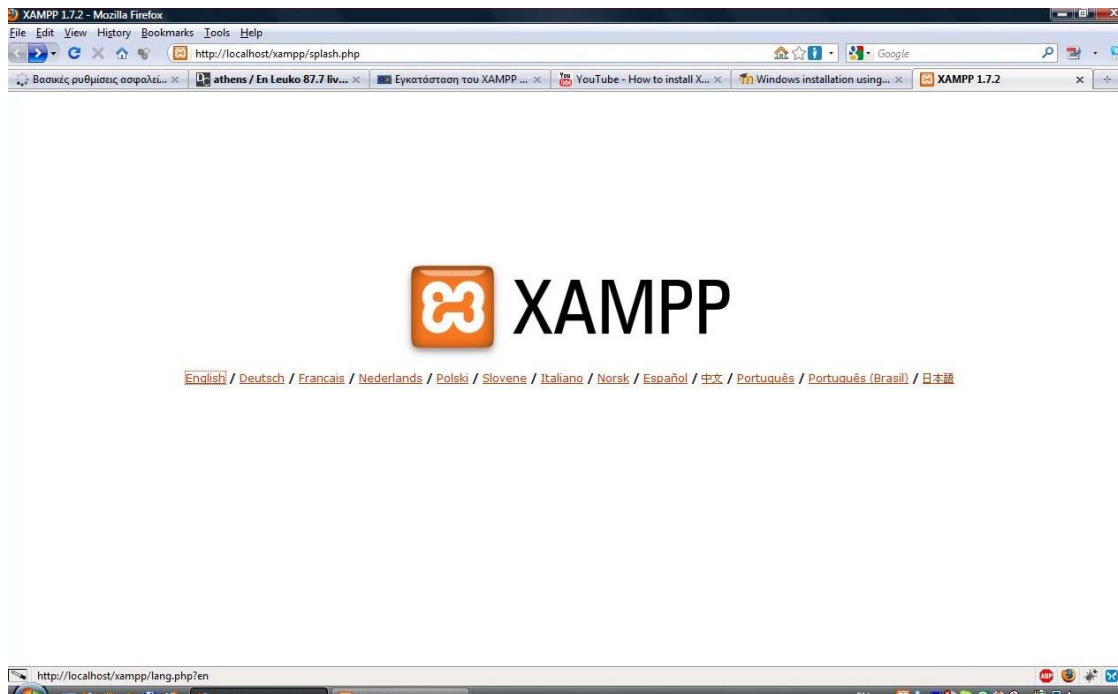 XAMPP 1.7.2 - Mozilla Firefox
File Edit View History Bookmarks Tools Help
http://localhost/xampp/splash.php
Google
Βασικές ρυθμίσεις ασφαλεί...
athens / En Leuko 87.7 liv...
Εγκατάσταση του XAMPP ...
YouTube - How to install X...
Windows installation using...
XAMPP 1.7.2
XAMPP
English / Deutsch / Francais / Nederlands / Polski / Slovene / Italiano / Norsk / Español / 中文 / Português / Português (Brasil) / 日本語
http://localhost/xampp/lang.php?en
ABP